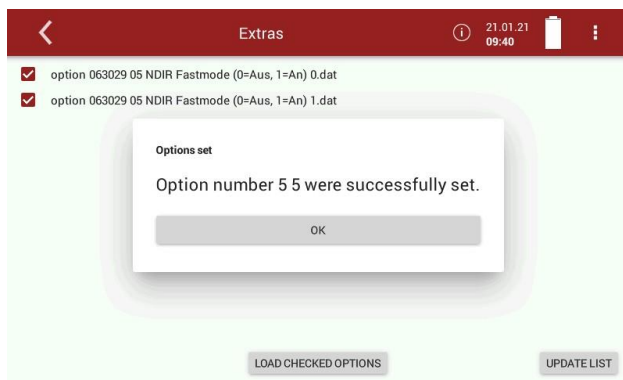 Extras
21.01.21
09:40
option 063029 05 NDIR Fastmode (0=Aus, 1=An) 0.dat
option 063029 05 NDIR Fastmode (0=Aus, 1=An) 1.dat
Options set
Option number 5 5 were successfully set.
OK
LOAD CHECKED OPTIONS
UPDATE LIST